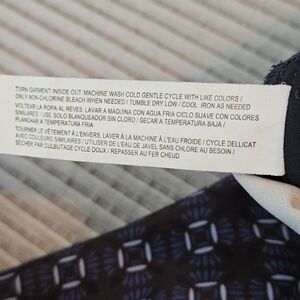 TURN GARMENT INSIDE OUT. MACHINE WASH COLD GENTLE CYCLE WITH LIKE COLORS /
ONLY NON-CHLORINE BLEACH WHEN NEEDED / TUMBLE DRY LOW / COOL IRON AS NEEDED
VOLTEAR LA ROPA AL REVES, LAVAR A MAQUINA CON AGUA FRIA CICLO SUAVE CON COLORES
SIMILARES / USE SOLO BLANQUEADOR SIN CLORO / SECAR A TEMPERATURA BAJA /
PLANCHAR A TEMPERATURA FRIA
TOURNER LE VÊTEMENT À L'ENVERS, LAVER À LA MACHINE À L'EAU FROIDE / CYCLE DELLICAT
AVEC COULEURS SIMILAIRES / UTILISER DE L'EAU DE JAVEL SANS CHLORE AU BESOIN /
SÉCHER PAR CULBUTAGE CYCLE DOUX / REPASSER AU FER CHEUD